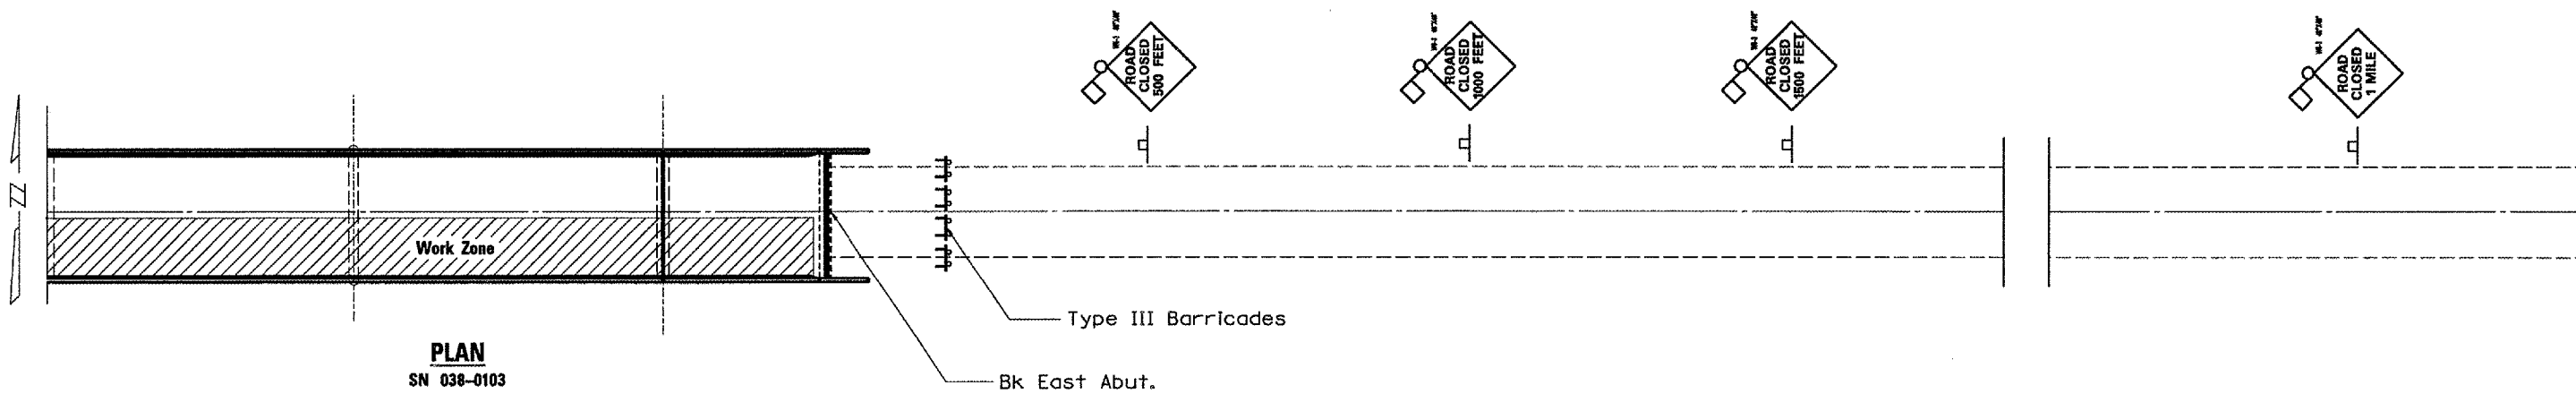 ROAD
CLOSED
500 FEET
ROAD
CLOSED
1000 FEET
ROAD
CLOSED
1500 FEET
ROAD
CLOSED
1 MILE
N
Work Zone
Type III Barricades
Bk East Abut.
PLAN
SN 038-0103